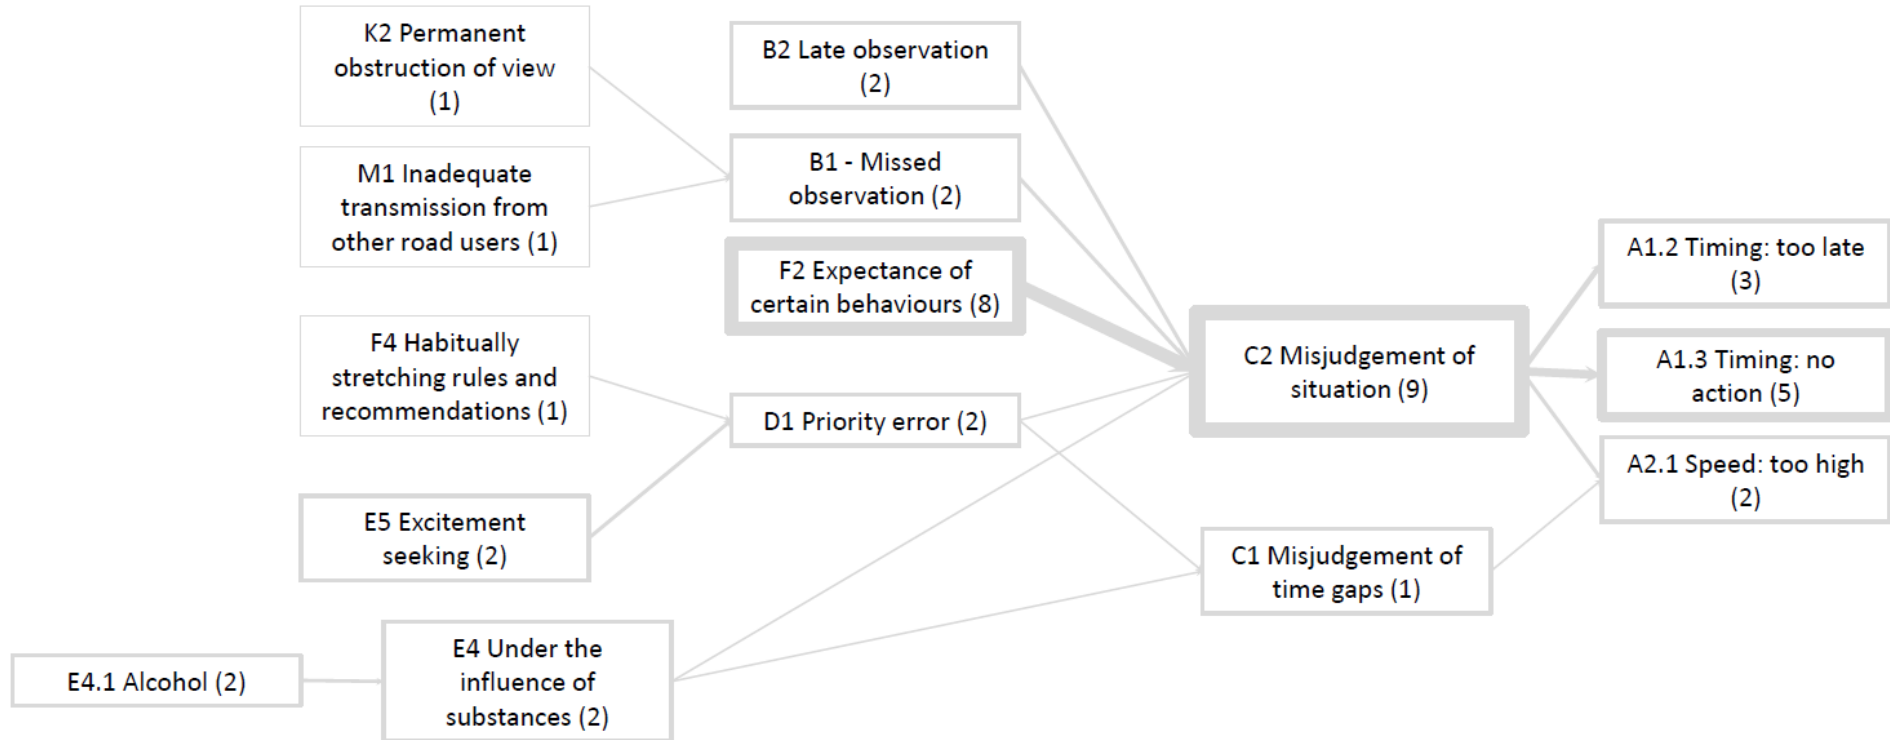 K2 Permanent
obstruction of view
(1)
M1 Inadequate
transmission from
other road users (1)
F4 Habitually
stretching rules and
recommendations (1)
E5 Excitement
seeking (2)
E4.1 Alcohol (2)
E4 Under the
influence of
substances (2)
B2 Late observation
(2)
B1 - Missed
observation (2)
F2 Expectance of
certain behaviours (8)
D1 Priority error (2)
C2 Misjudgement of
situation (9)
C1 Misjudgement of
time gaps (1)
A1.2 Timing: too late
(3)
A1.3 Timing: no
action (5)
A2.1 Speed: too high
(2)